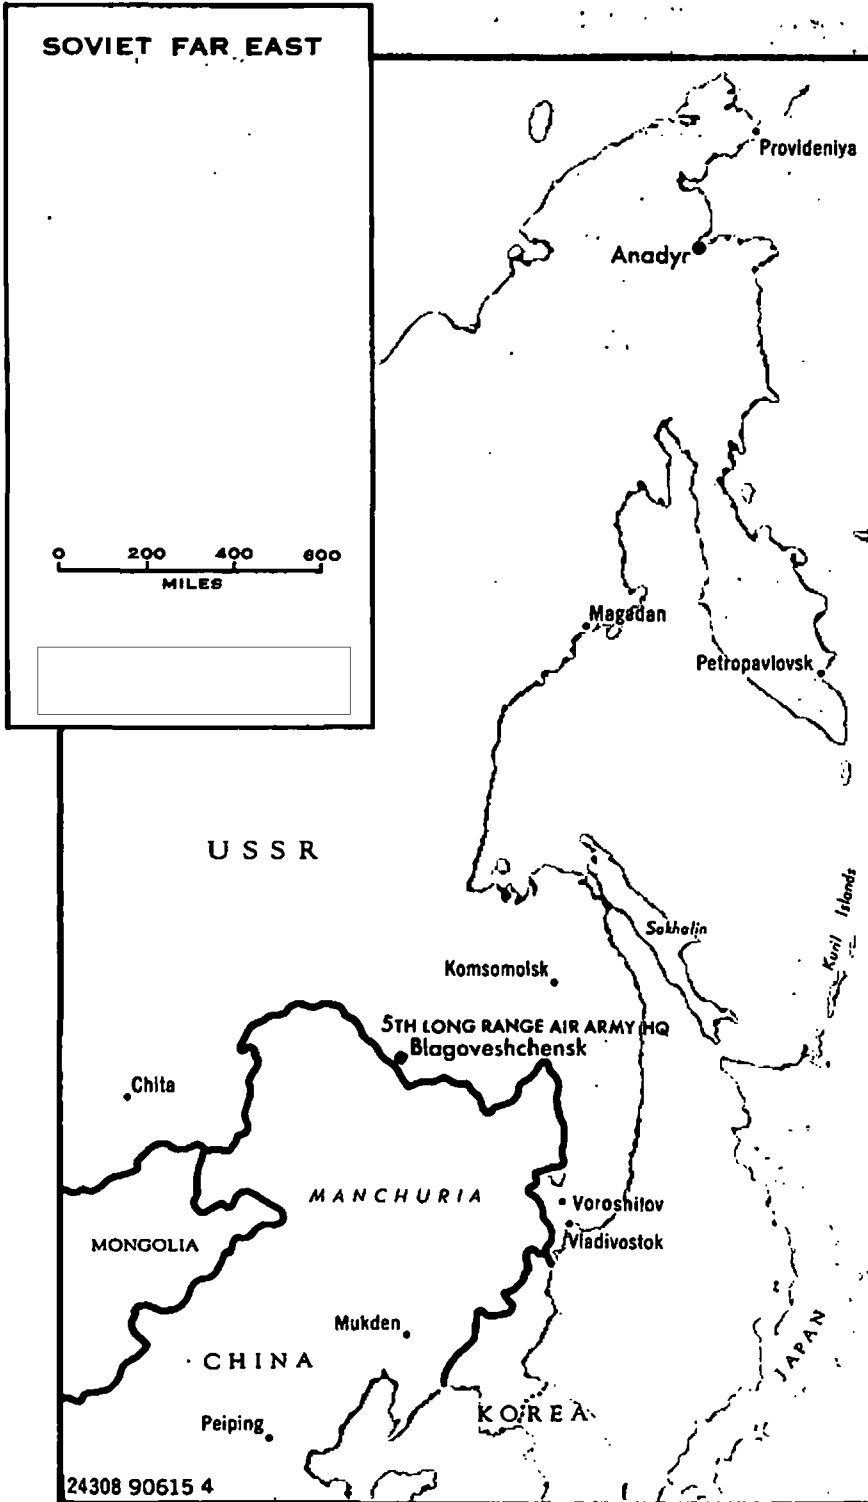 SOVIET FAR EAST
0 200 400 600
MILES
Provideniya
Anadyr
Magadan
Petropavlovsk
USSR
Sakhalin
Kuril Islands
Komsomolsk
5TH LONG RANGE AIR ARMY HQ
Blagoveshchensk
Chita
MANCHURIA
Voroshilov
Vladivostok
MONGOLIA
Mukden
JAPAN
CHINA
KOREA
Peiping
24308 90615 4